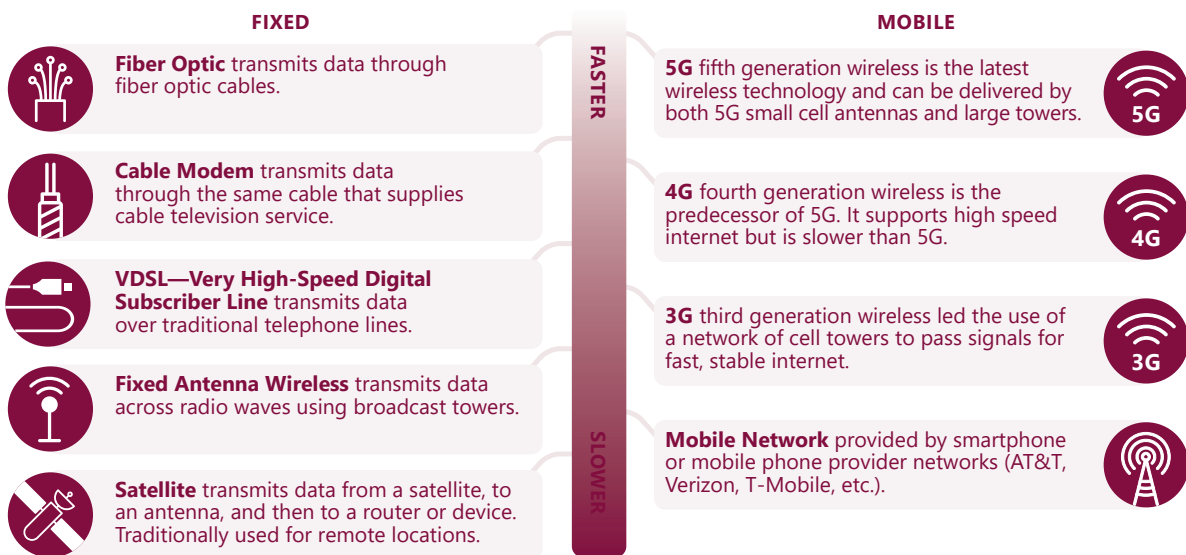 FIXED
Fiber Optic transmits data through
fiber optic cables.
Cable Modem transmits data
through the same cable that supplies
cable television service.
VDSL—Very High-Speed Digital
Subscriber Line transmits data
over traditional telephone lines.
Fixed Antenna Wireless transmits data
across radio waves using broadcast towers.
Satellite transmits data from a satellite, to
an antenna, and then to a router or device.
Traditionally used for remote locations.
FASTER
SLOWER
MOBILE
5G fifth generation wireless is the latest
wireless technology and can be delivered by
both 5G small cell antennas and large towers.
5G
4G fourth generation wireless is the
predecessor of 5G. It supports high speed
internet but is slower than 5G.
4G
3G third generation wireless led the use of
a network of cell towers to pass signals for
fast, stable internet.
3G
Mobile Network provided by smartphone
or mobile phone provider networks (AT&T,
Verizon, T-Mobile, etc.).